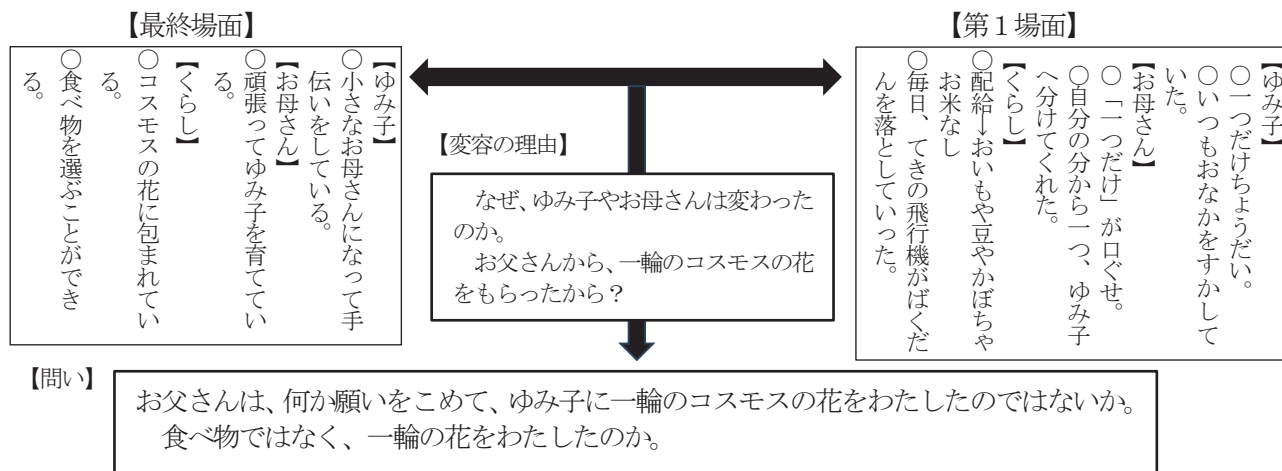 【第１場面】
【ゆみ子】
○一つだけちょうだい。
○いつもおなかをすかして
いた。
【お母さん】
○「一つだけ」が口ぐせ。
○自分の分から一つ、ゆみ子
へ分けてくれた。
【くらし】
○配給→おいもや豆やかぼちゃ
お米なし
○毎日、てきの飛行機がばくだ
んを落としていった。
【最終場面】
【ゆみ子】
○小さなお母さんになって手
伝いをしている。
【お母さん】
○頑張ってゆみ子を育ててい
る。
【くらし】
○コスモスの花に包まれてい
る。
○食べ物を選ぶことができ
る。
【変容の理由】
なぜ、ゆみ子やお母さんは変わった
のか。
お父さんから、一輪のコスモスの花
をもらったから？
【問い】
お父さんは、何か願いをこめて、ゆみ子に一輪のコスモスの花をわたしたのではないか。
食べ物ではなく、一輪の花をわたしたのか。